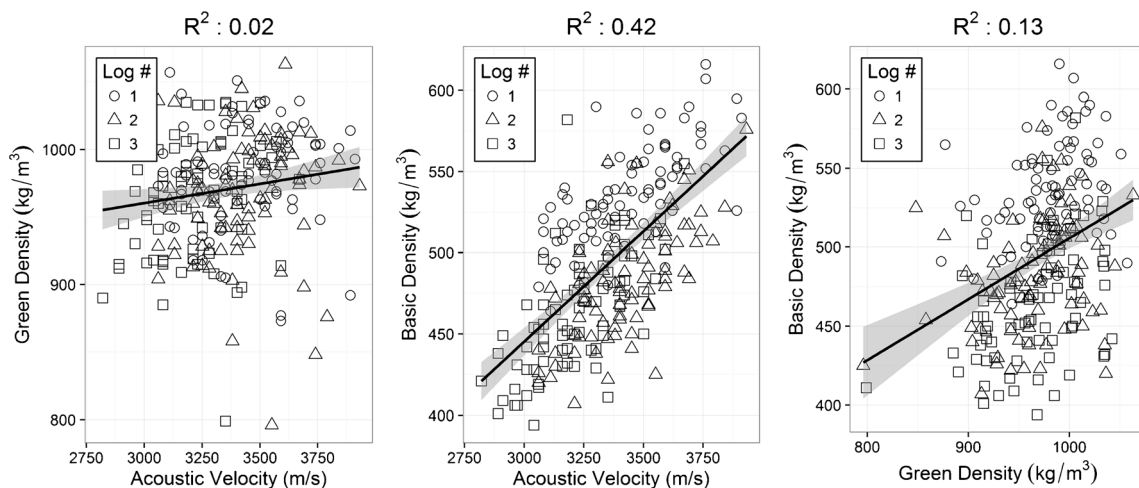 R² : 0.02
Log #
1
2
3
1000
900
800
Green Density (kg/m³)
2750 3000 3250 3500 3750
Acoustic Velocity (m/s)
R² : 0.42
Log #
1
2
3
600
550
500
450
400
Basic Density (kg/m³)
2750 3000 3250 3500 3750
Acoustic Velocity (m/s)
R² : 0.13
Log #
1
2
3
600
550
500
450
400
Basic Density (kg/m³)
800 900 1000
Green Density (kg/m³)